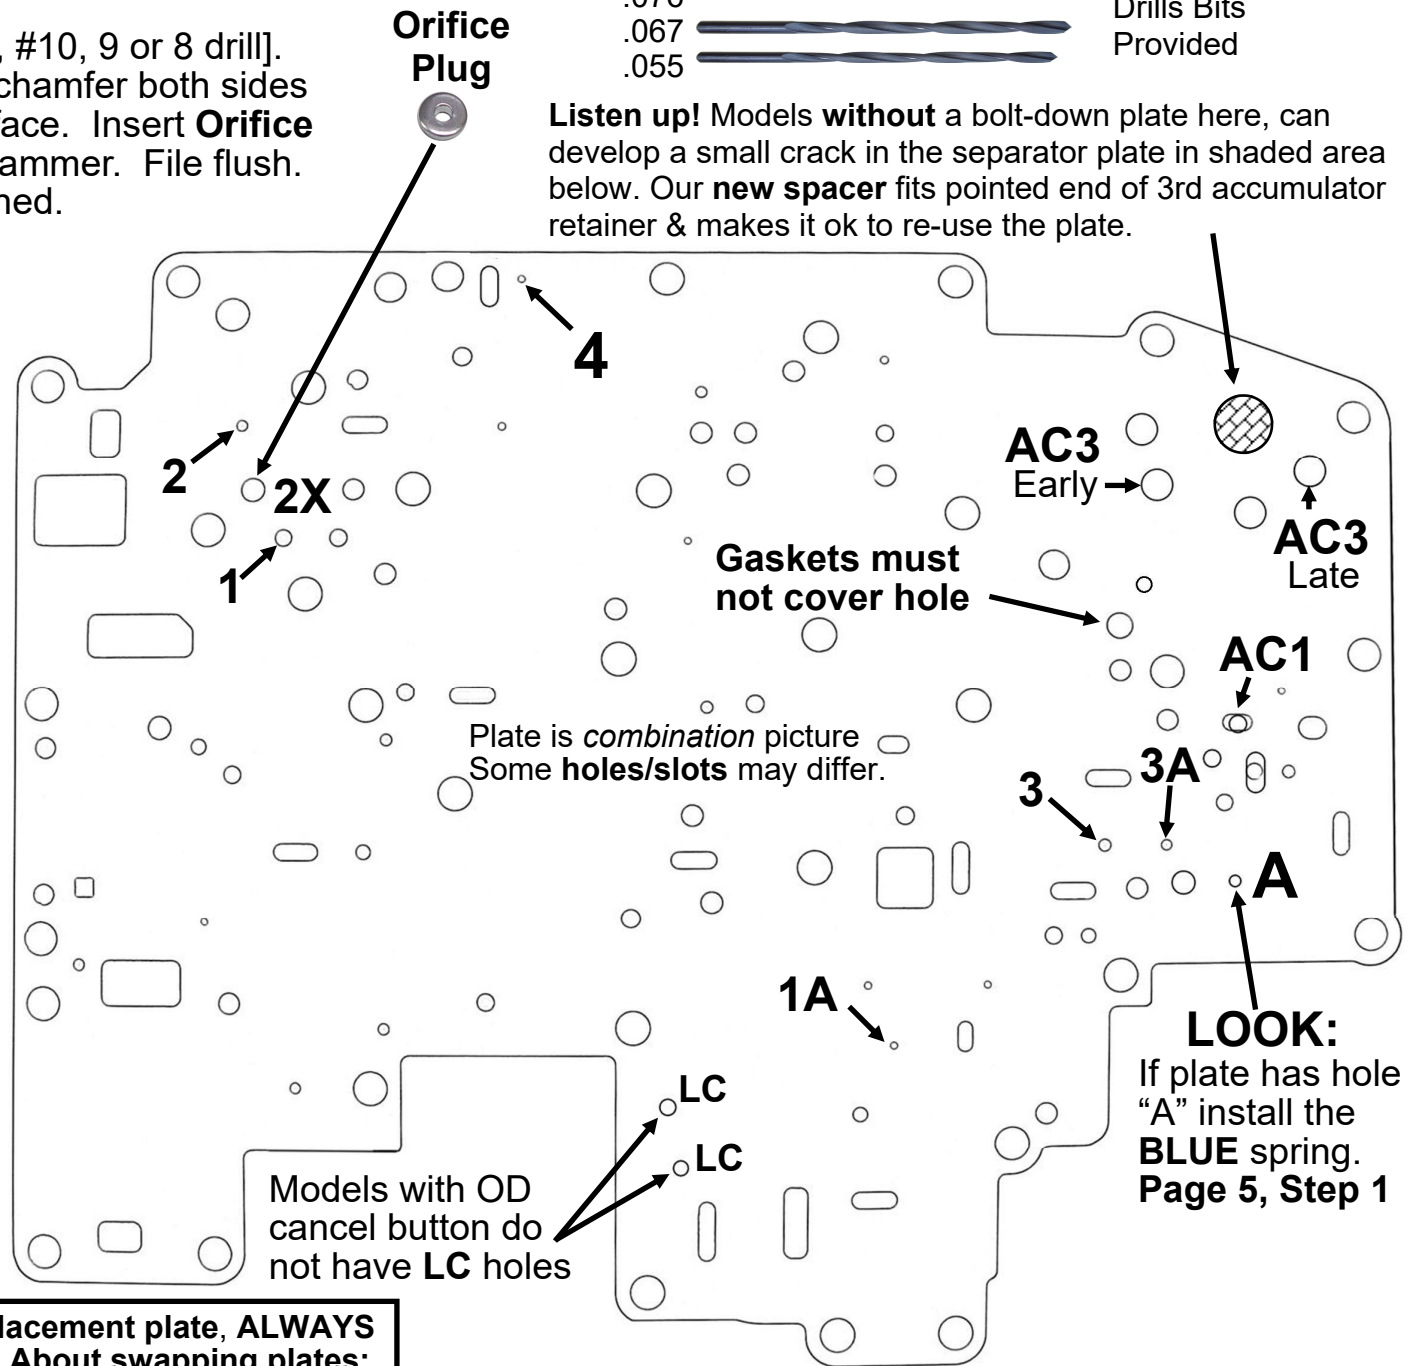 , #10, 9 or 8 drill].
chamfer both sides
face. Insert Orifice
ammer. File flush.
ned.
Orifice
Plug
.076
.067
.055
Drills Bits
Provided
Listen up! Models without a bolt-down plate here, can
develop a small crack in the separator plate in shaded area
below. Our new spacer fits pointed end of 3rd accumulator
retainer & makes it ok to re-use the plate.
4
2
2X
1
AC3
Early
AC3
Late
Gaskets must
not cover hole
AC1
Plate is combination picture
Some holes/slots may differ.
3
3A
A
1A
LOOK:
If plate has hole
“A” install the
BLUE spring.
Page 5, Step 1
LC
LC
Models with OD
cancel button do
not have LC holes
lacement plate, ALWAYS
About swapping plates: